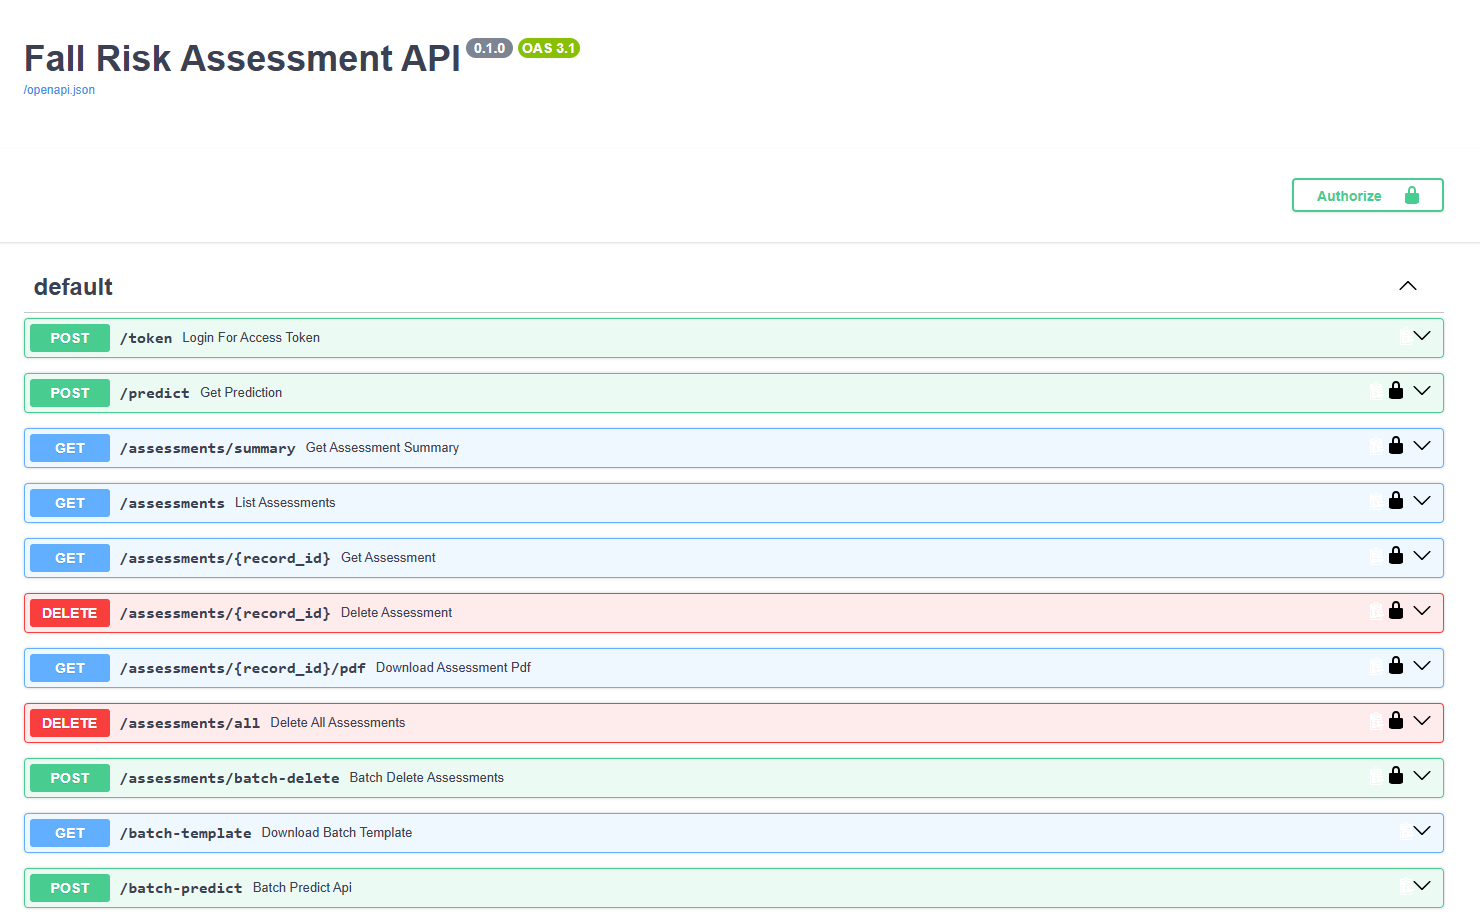 Fall Risk Assessment API 0.1.0 OAS 3.1
/openapi.json
Authorize
default
POST /token Login For Access Token
POST /predict Get Prediction
GET /assessments/summary Get Assessment Summary
GET /assessments List Assessments
GET /assessments/{record_id} Get Assessment
DELETE /assessments/{record_id} Delete Assessment
GET /assessments/{record_id}/pdf Download Assessment Pdf
DELETE /assessments/all Delete All Assessments
POST /assessments/batch-delete Batch Delete Assessments
GET /batch-template Download Batch Template
POST /batch-predict Batch Predict Api